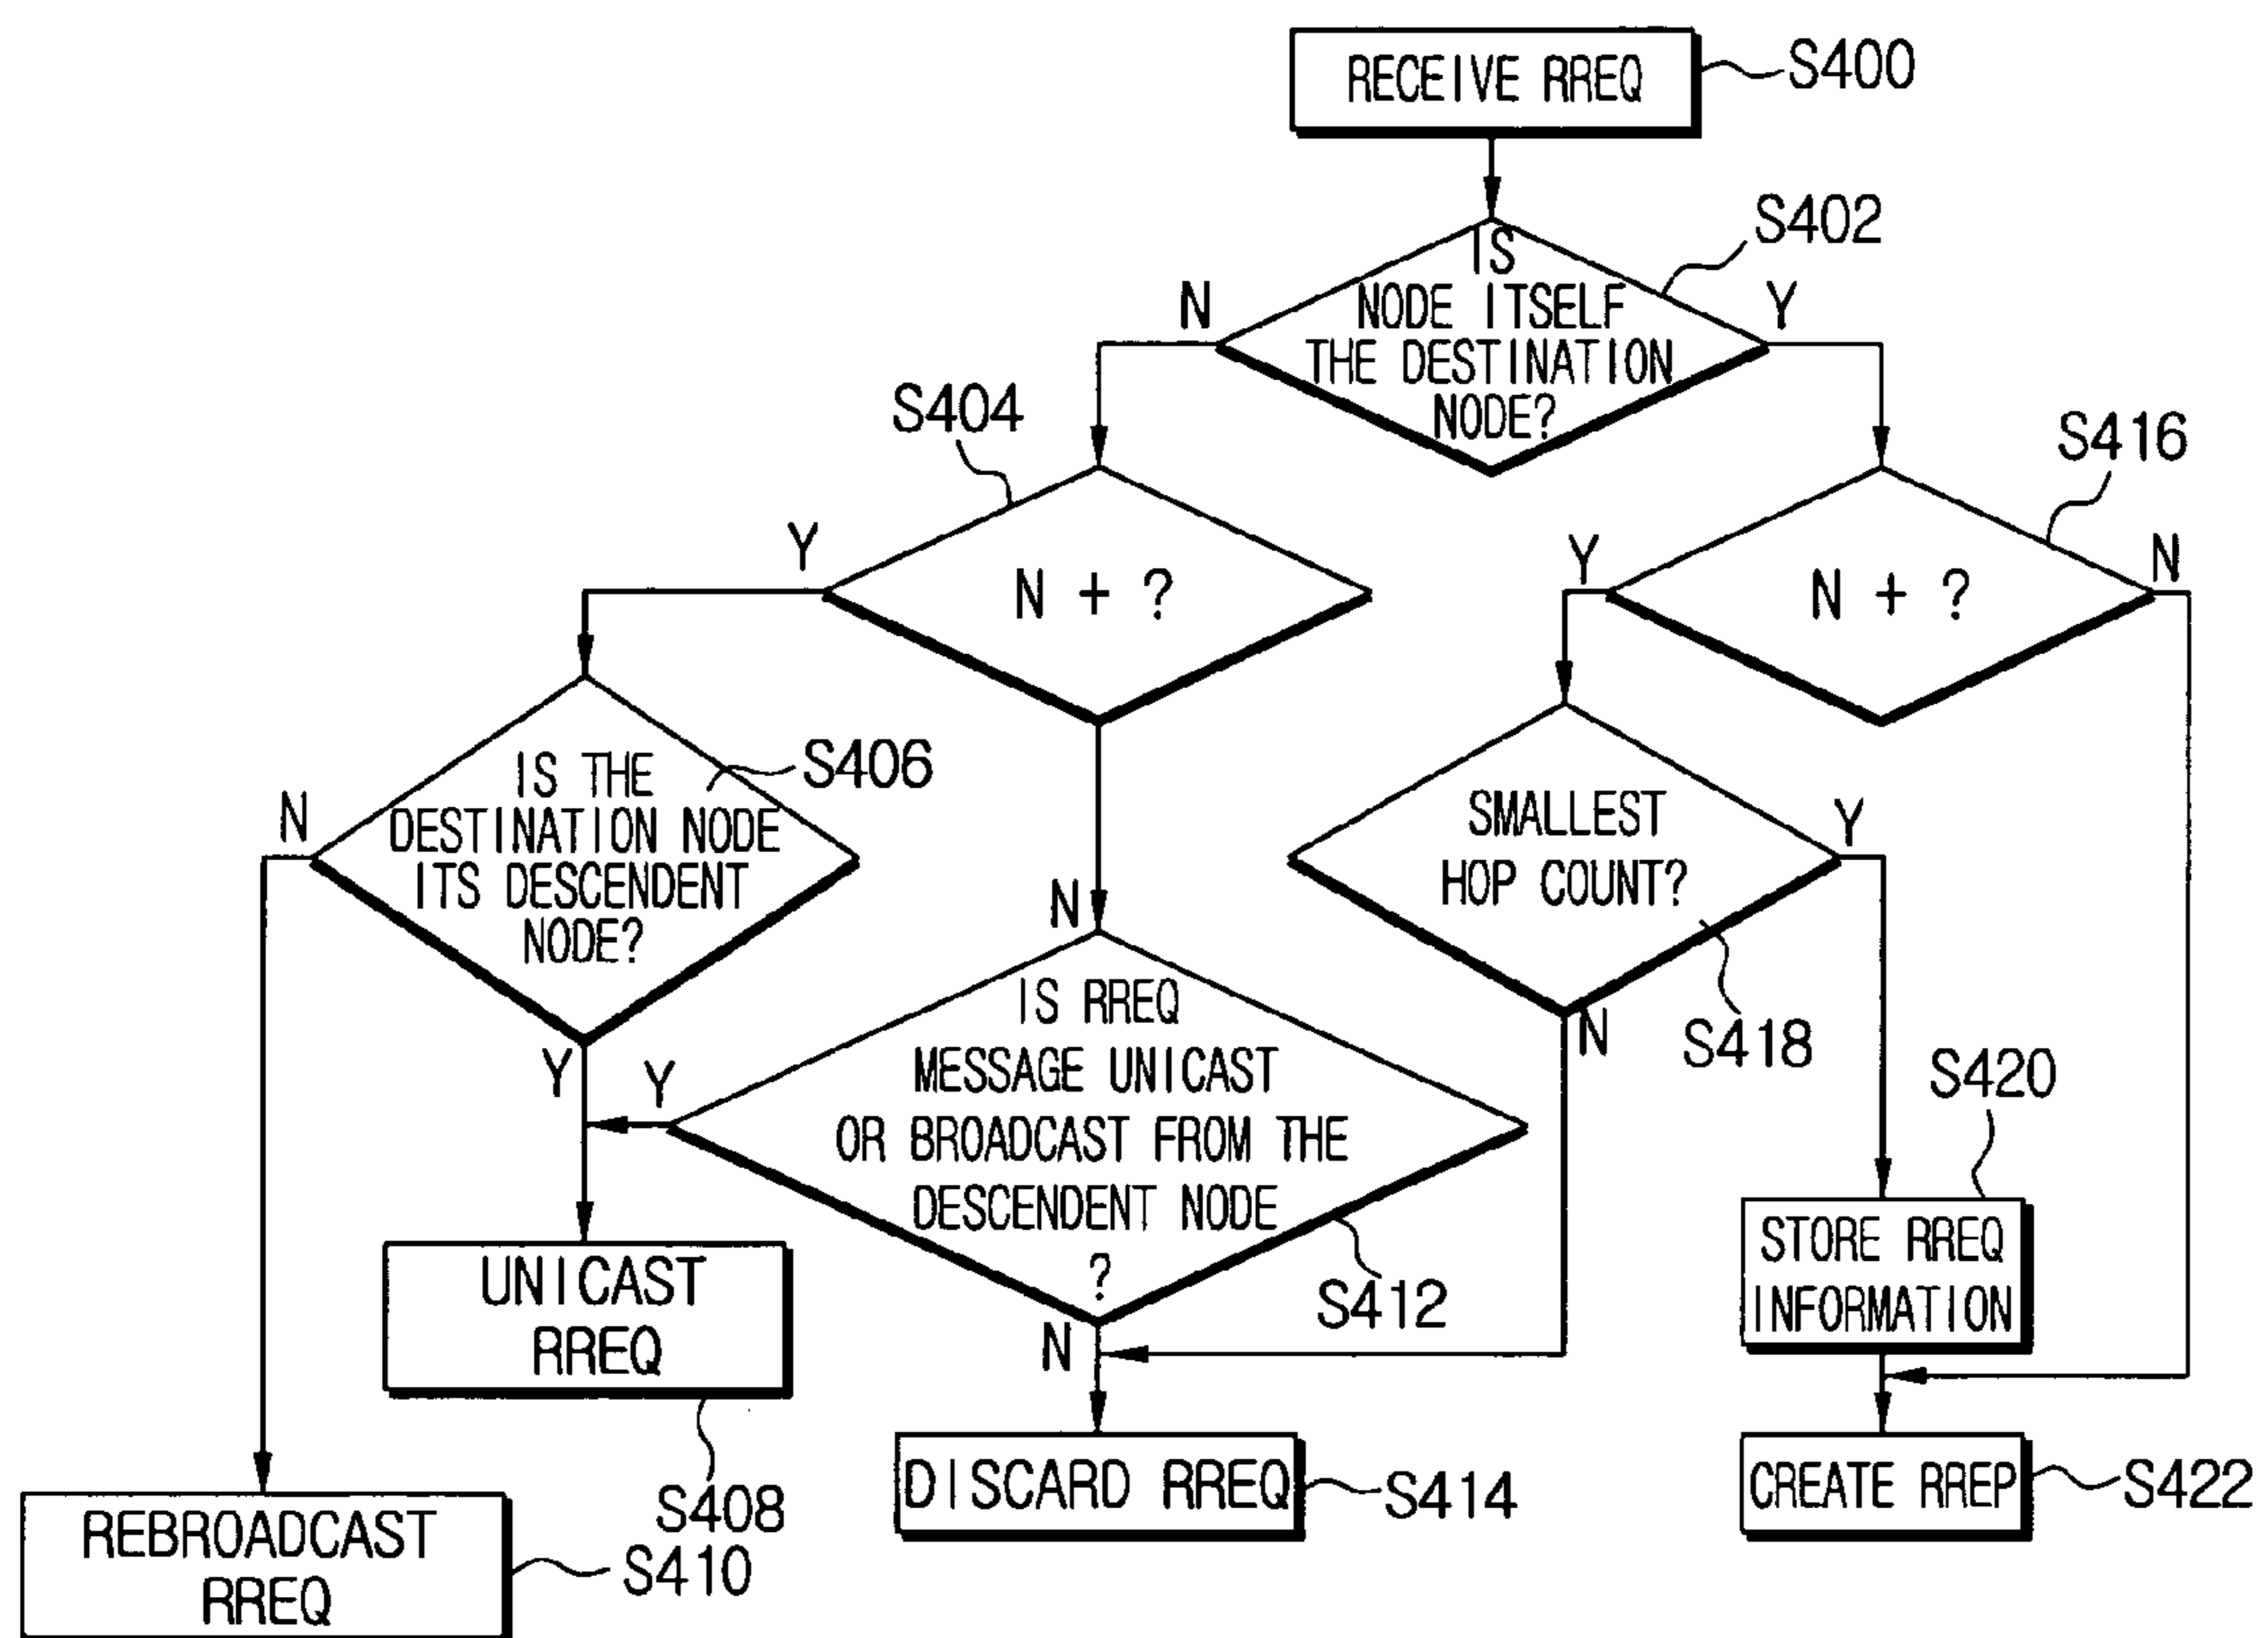 RECEIVE RREQ
S400
S402
IS
NODE ITSELF
THE DESTINATION
NODE?
N
Y
S404
S416
Y
N + ?
Y
N + ?
N
S406
IS THE
DESTINATION NODE
ITS DESCENDENT
NODE?
N
Y
SMALLEST
HOP COUNT?
Y
N
S418
N
IS RREQ
MESSAGE UNICAST
OR BROADCAST FROM THE
DESCENDENT NODE
?
Y
N
S412
S420
STORE RREQ
INFORMATION
UNICAST
RREQ
S408
DISCARD RREQ
S414
CREATE RREP
S422
REBROADCAST
RREQ
S410